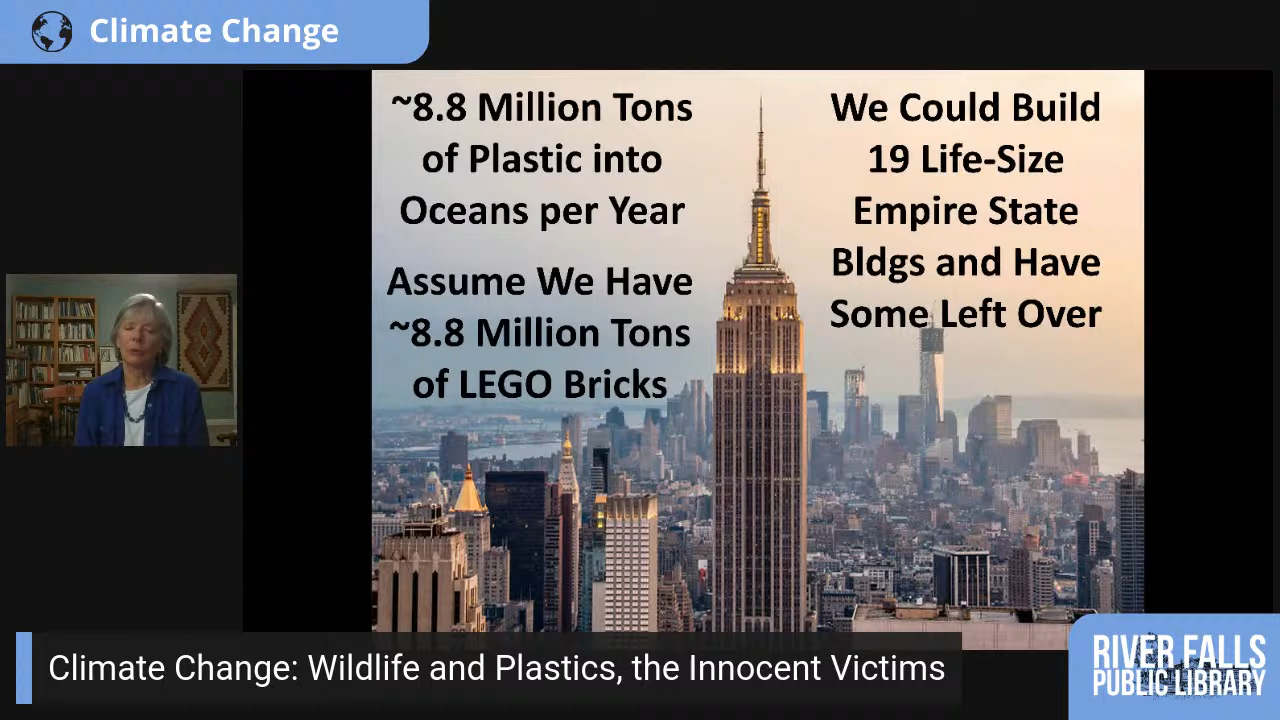 Climate Change
~8.8 Million Tons
of Plastic into
Oceans per Year
Assume We Have
~8.8 Million Tons
of LEGO Bricks
We Could Build
19 Life-Size
Empire State
Bldgs and Have
Some Left Over
Climate Change: Wildlife and Plastics, the Innocent Victims
RIVER FALLS
PUBLIC LIBRARY